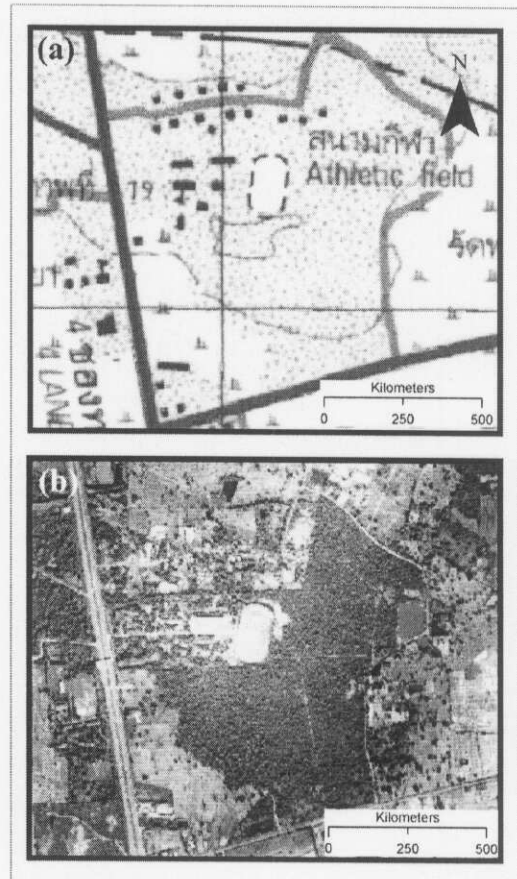 (a)
N
สนามกีฬา
Athletic field
19
Kilometers
0 250 500
(b)
Kilometers
0 250 500